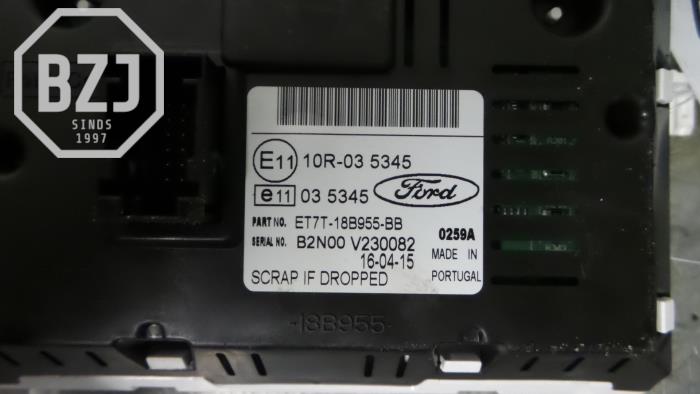 BZJ
SINDS
1997
E11 10R-03 5345
e11 03 5345 Ford
PART NO. ET7T-18B955-BB
SERIAL NO. B2N00 V230082 0259A
16-04-15 MADE IN
SCRAP IF DROPPED PORTUGAL
-18B955-